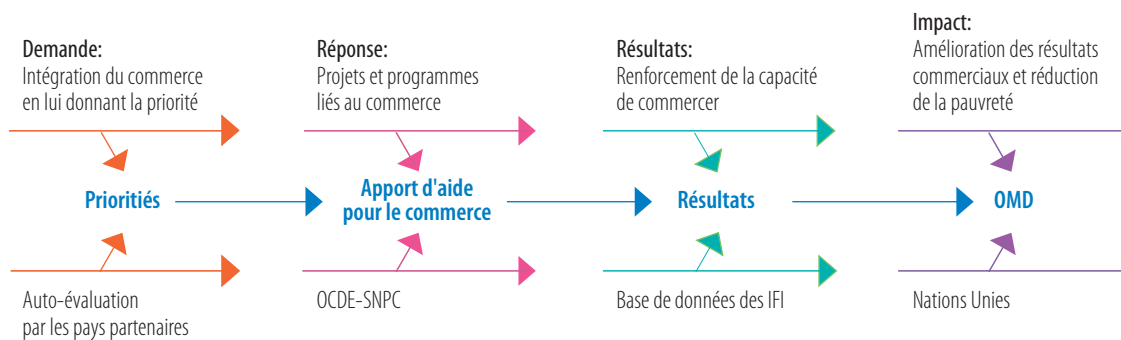 Demande:
Intégration du commerce
en lui donnant la priorité
Réponse:
Projets et programmes
liés au commerce
Résultats:
Renforcement de la capacité
de commercer
Impact:
Amélioration des résultats
commerciaux et réduction
de la pauvreté
Prioritiés
Apport d'aide
pour le commerce
Résultats
OMD
Auto-évaluation
par les pays partenaires
OCDE-SNPC
Base de données des IFI
Nations Unies